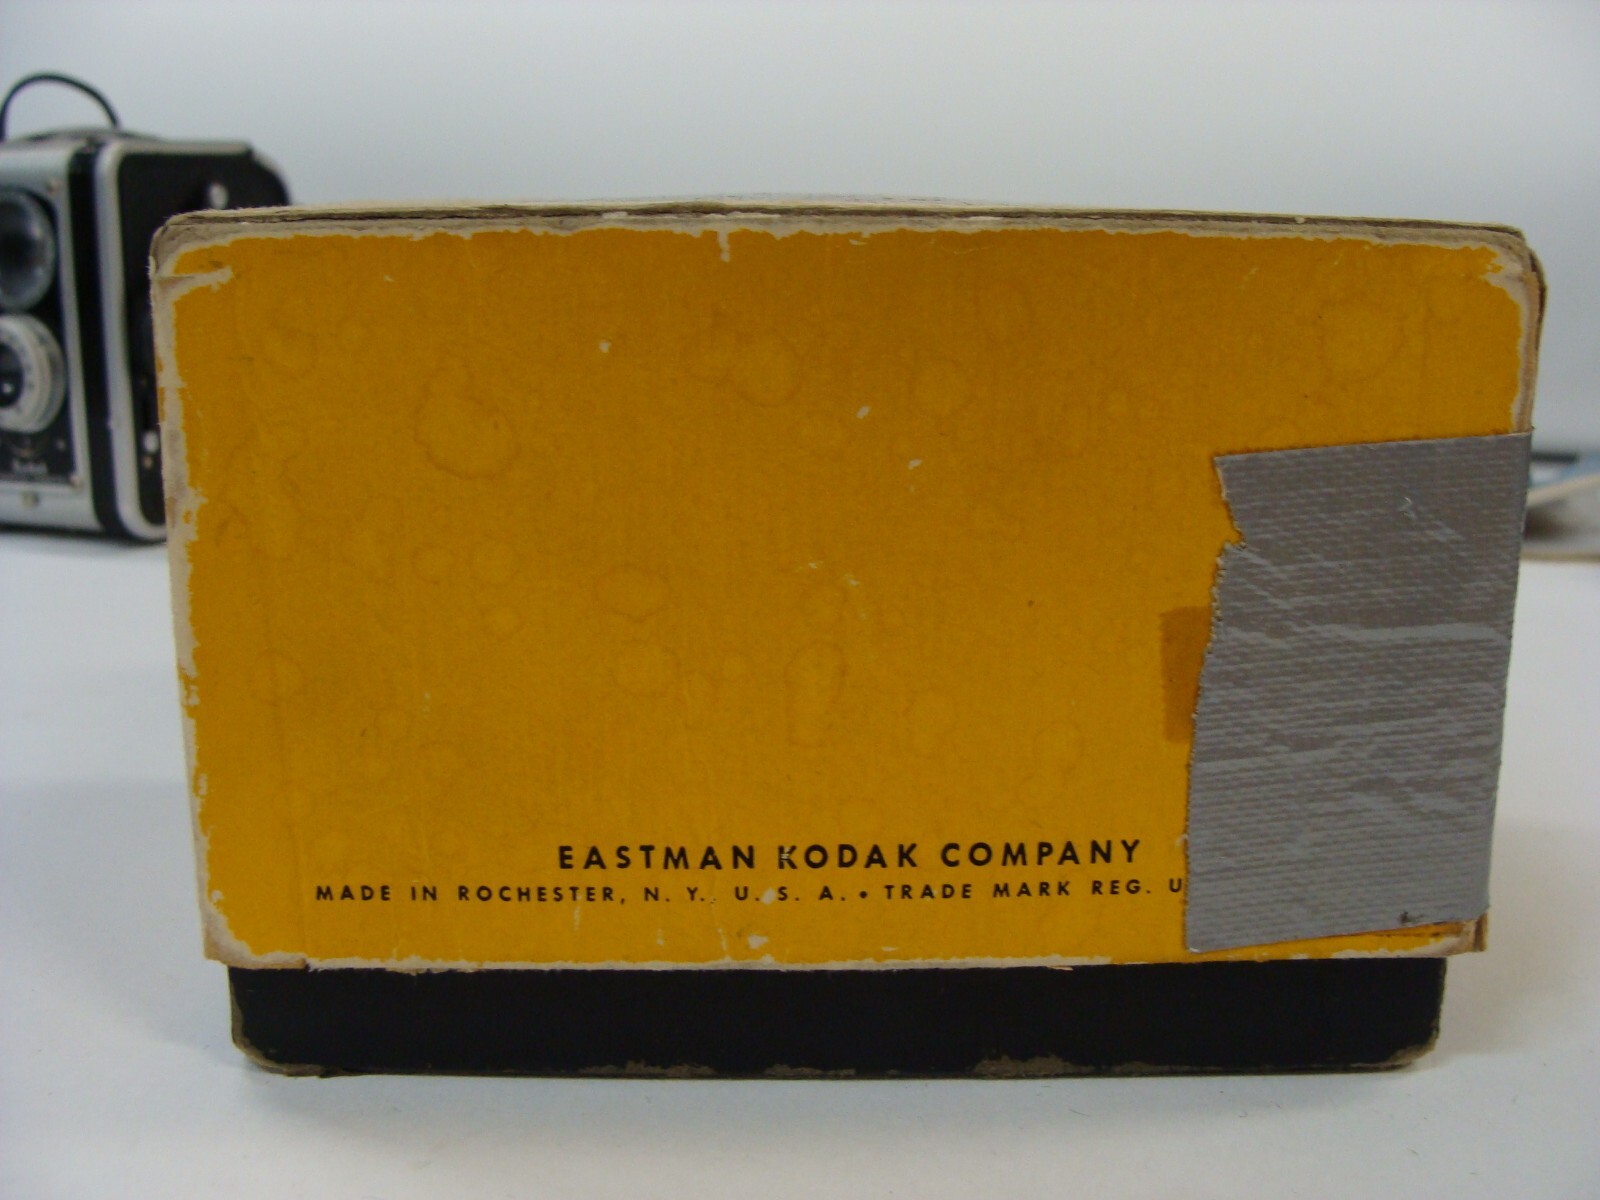 EASTMAN KODAK COMPANY
MADE IN ROCHESTER, N. Y., U. S. A. • TRADE MARK REG. U